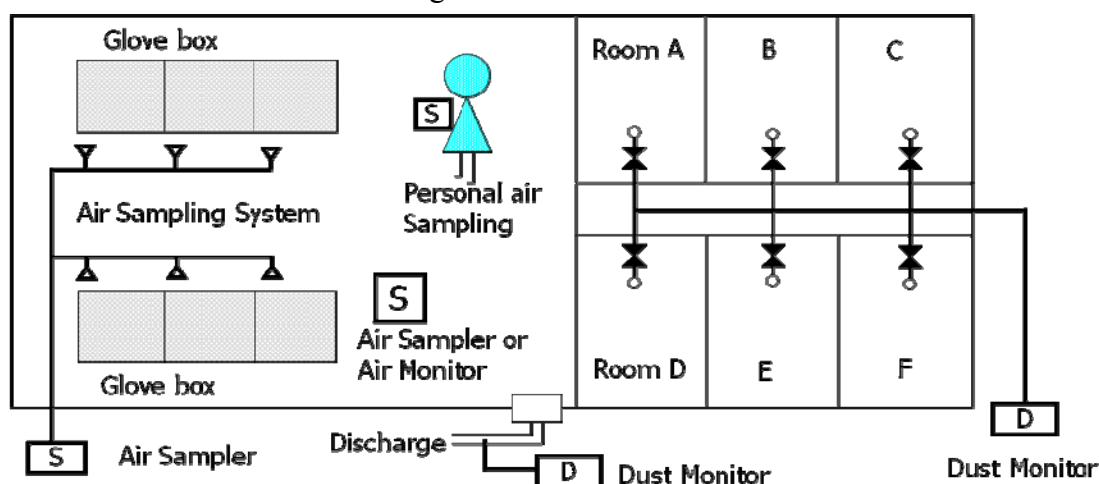 Glove box
Room A
B
C
S
Personal air
Sampling
Air Sampling System
S
Air Sampler or
Air Monitor
Glove box
Room D
E
F
D
Dust Monitor
Discharge
S
Air Sampler
D
Dust Monitor